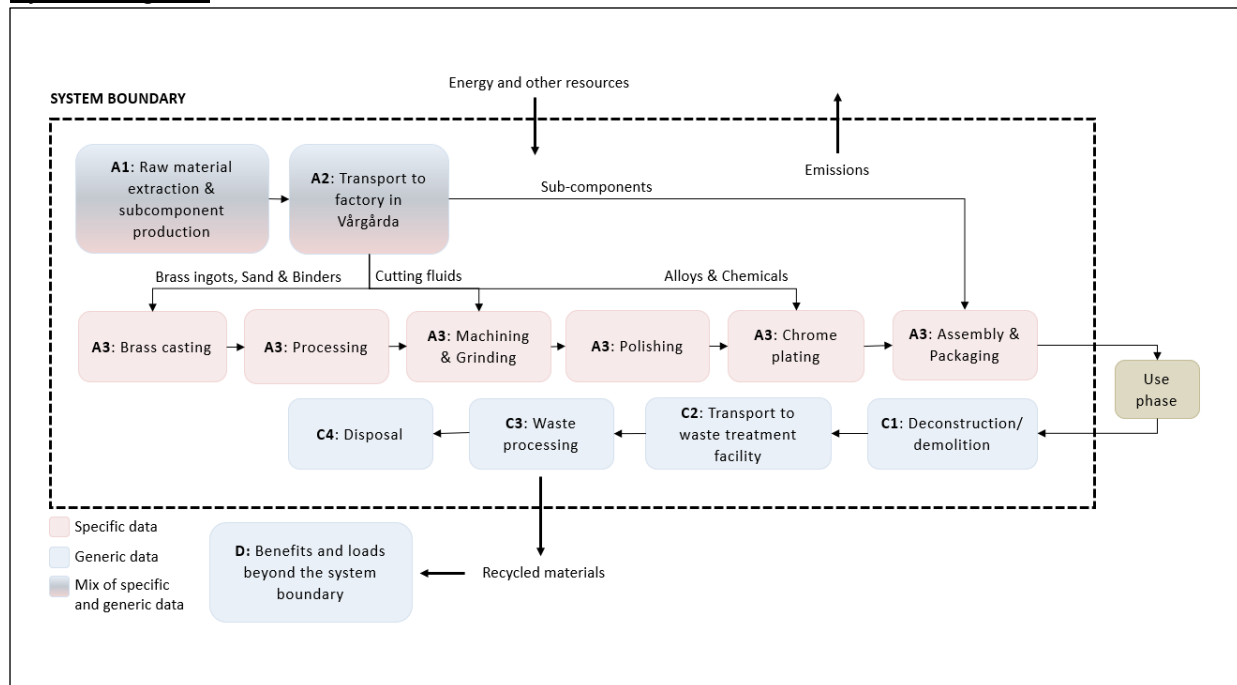 Energy and other resources
SYSTEM BOUNDARY
Emissions
A1: Raw material
extraction &
subcomponent
production
A2: Transport to
factory in
Vårgårda
Sub-components
Brass ingots, Sand & Binders
Cutting fluids
Alloys & Chemicals
A3: Brass casting
A3: Processing
A3: Machining
& Grinding
A3: Polishing
A3: Chrome
plating
A3: Assembly &
Packaging
Use
phase
C4: Disposal
C3: Waste
processing
C2: Transport to
waste treatment
facility
C1: Deconstruction/
demolition
Specific data
Generic data
Mix of specific
and generic data
D: Benefits and loads
beyond the system
boundary
Recycled materials